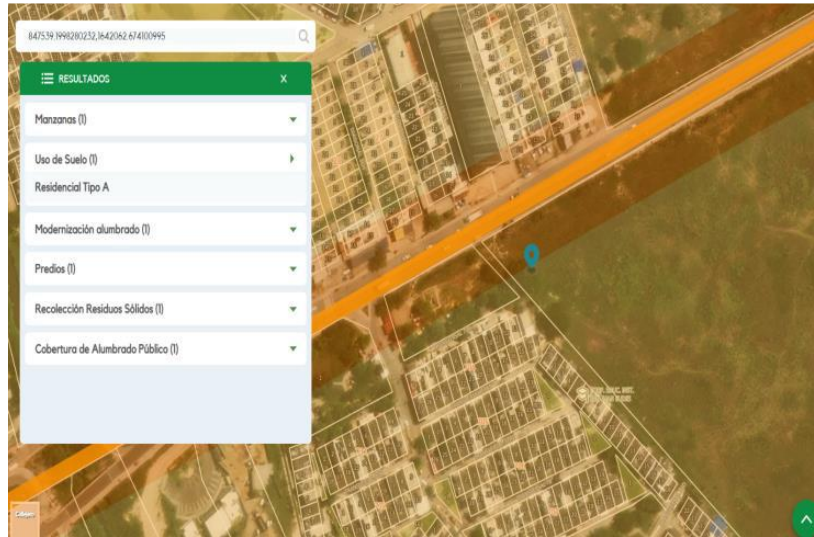 847539.1998280232,1642062.674100995
RESULTADOS
X
Manzanas (1)
Uso de Suelo (1)
Residencial Tipo A
Modernización alumbrado (1)
Predios (1)
Recolección Residuos Sólidos (1)
Cobertura de Alumbrado Público (1)